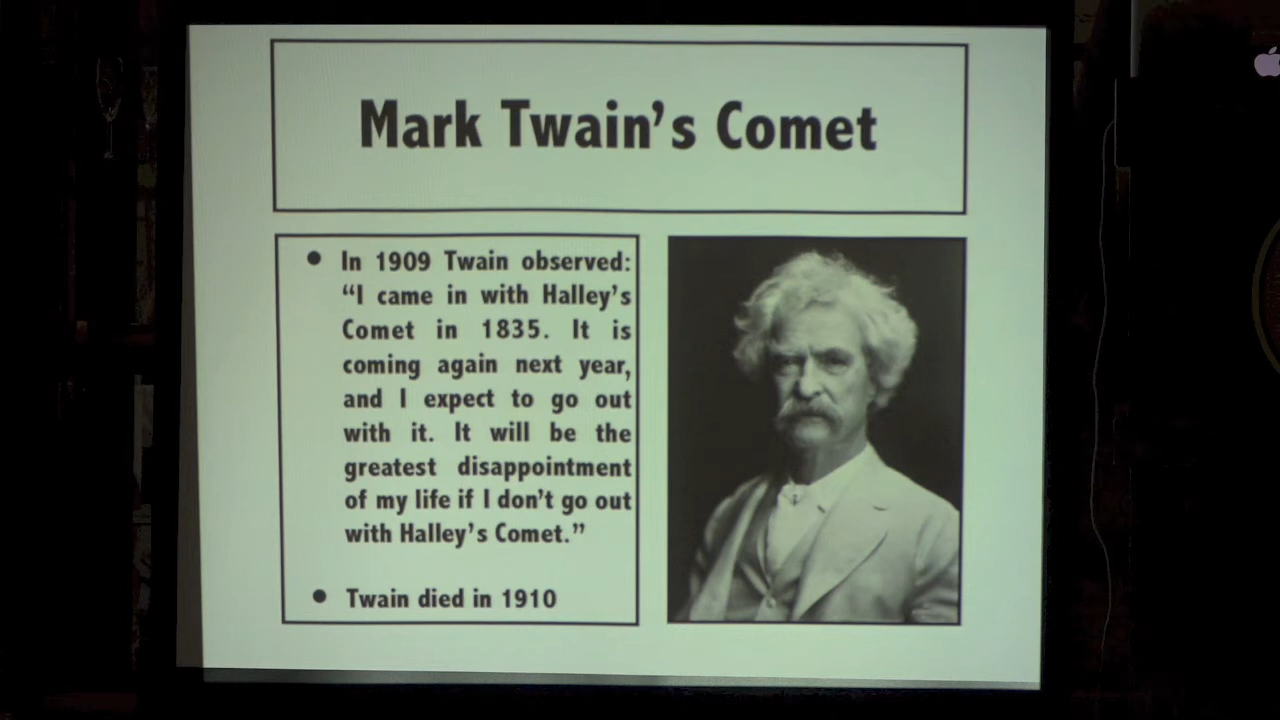 Mark Twain's Comet
• In 1909 Twain observed:
“I came in with Halley's
Comet in 1835. It is
coming again next year,
and I expect to go out
with it. It will be the
greatest disappointment
of my life if I don't go out
with Halley's Comet.”
• Twain died in 1910